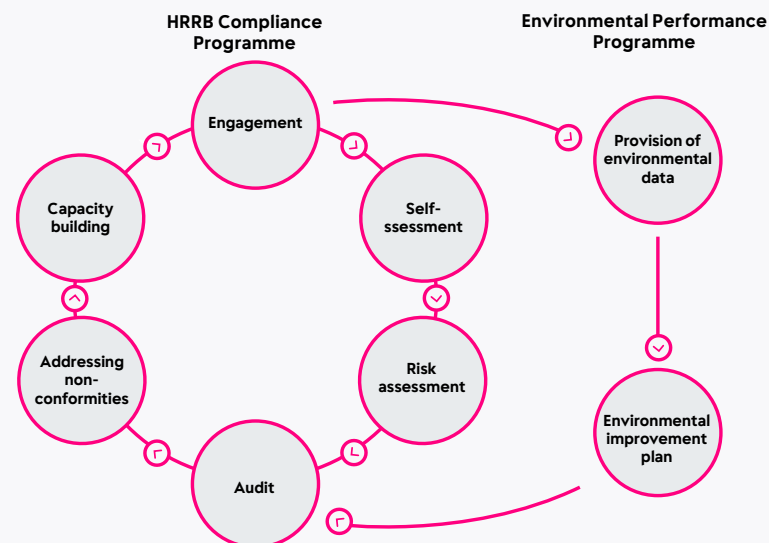 HRRB Compliance
Programme
Environmental Performance
Programme
Engagement
Provision of
environmental
data
Capacity
building
Self-
ssessment
Addressing
non-
conformities
Risk
assessment
Environmental
improvement
plan
Audit